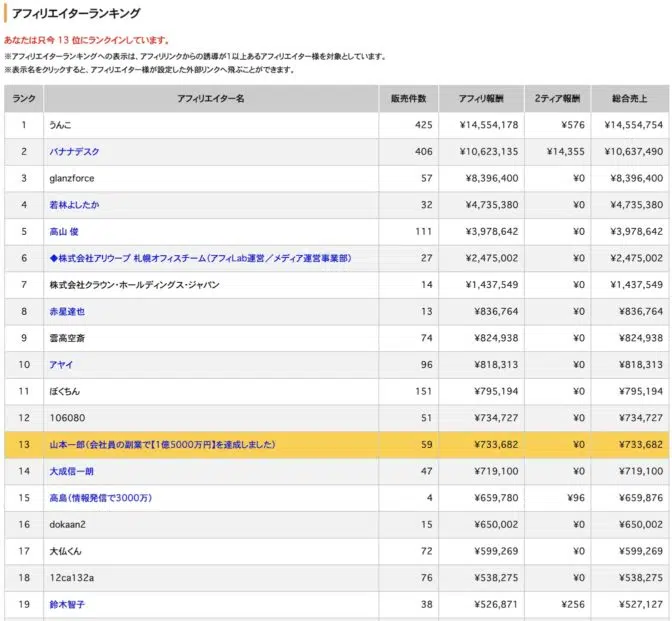 アフィリエイターランキング
あなたは只今 13 位にランクインしています。
※アフィリエイターランキングへの表示は、アフィリリンクからの誘導が1以上あるアフィリエイター様を対象としています。
※表示名をクリックすると、アフィリエイター様が設定した外部リンクへ飛ぶことができます。
ランク アフィリエイター名 販売件数 アフィリ報酬 2ティア報酬 総合売上
1 うんこ 425 ¥14,554,178 ¥576 ¥14,554,754
2 バナナデスク 406 ¥10,623,135 ¥14,355 ¥10,637,490
3 glanzforce 57 ¥8,396,400 ¥0 ¥8,396,400
4 若林よしたか 32 ¥4,735,380 ¥0 ¥4,735,380
5 高山 俊 111 ¥3,978,642 ¥0 ¥3,978,642
6 ◆株式会社アリウープ 札幌オフィスチーム(アフィLab運営/メディア運営事業部) 27 ¥2,475,002 ¥0 ¥2,475,002
7 株式会社クラウン・ホールディングス・ジャパン 14 ¥1,437,549 ¥0 ¥1,437,549
8 赤星達也 13 ¥836,764 ¥0 ¥836,764
9 雲高空斎 74 ¥824,938 ¥0 ¥824,938
10 アヤイ 96 ¥818,313 ¥0 ¥818,313
11 ぼくちん 151 ¥795,194 ¥0 ¥795,194
12 106080 51 ¥734,727 ¥0 ¥734,727
13 山本一郎(会社員の副業で【1億5000万円】を達成しました) 59 ¥733,682 ¥0 ¥733,682
14 大成信一朗 47 ¥719,100 ¥0 ¥719,100
15 高島(情報発信で3000万) 4 ¥659,780 ¥96 ¥659,876
16 dokaan2 15 ¥650,002 ¥0 ¥650,002
17 大仏くん 72 ¥599,269 ¥0 ¥599,269
18 12ca132a 76 ¥538,275 ¥0 ¥538,275
19 鈴木智子 38 ¥526,871 ¥256 ¥527,127